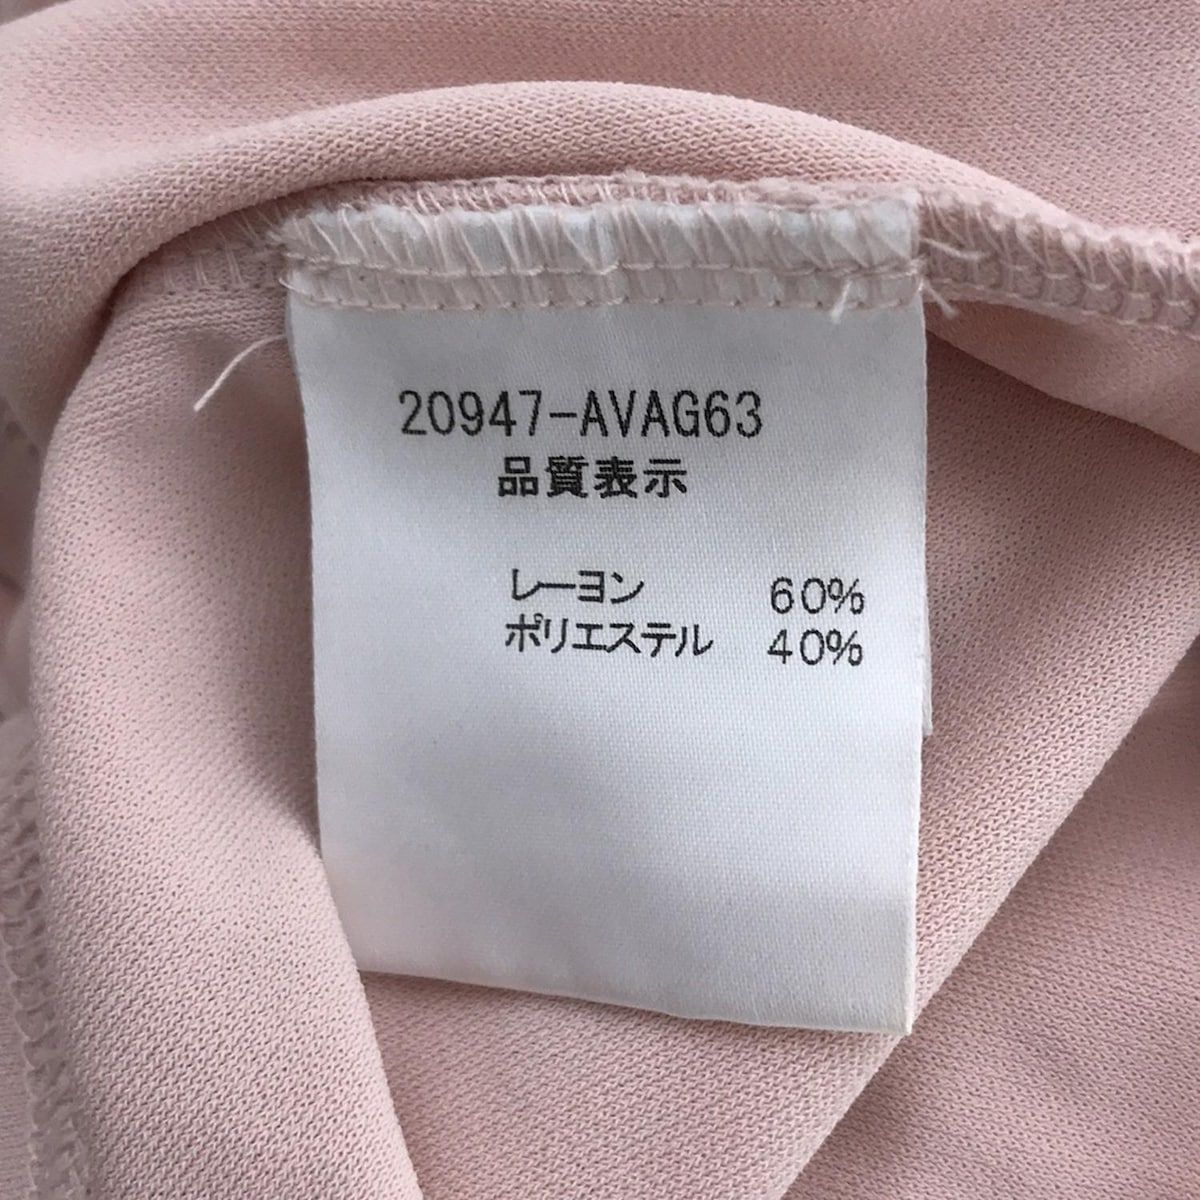 20947-AVAG63
品質表示
レーヨン 60%
ポリエステル 40%